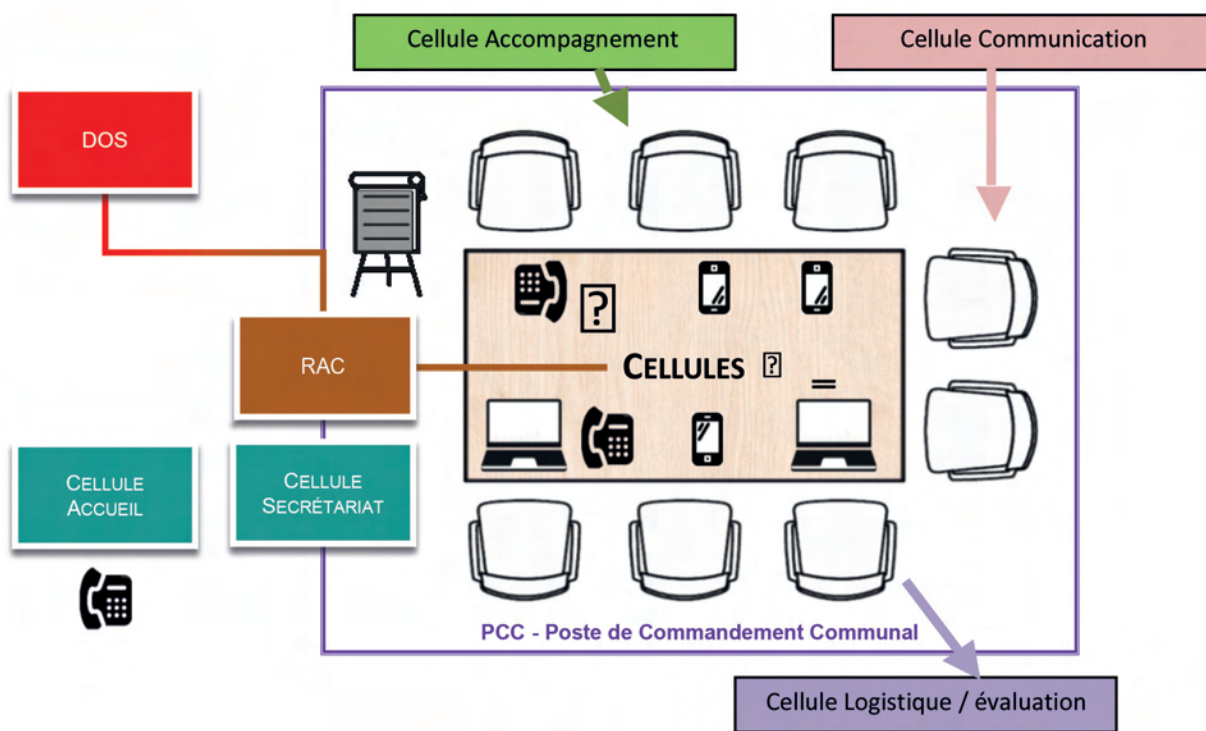 Cellule Accompagnement
Cellule Communication
DOS
RAC
CELLULES
CELLULE
ACCUEIL
CELLULE
SECRÉTARIAT
PCC - Poste de Commandement Communal
Cellule Logistique / évaluation